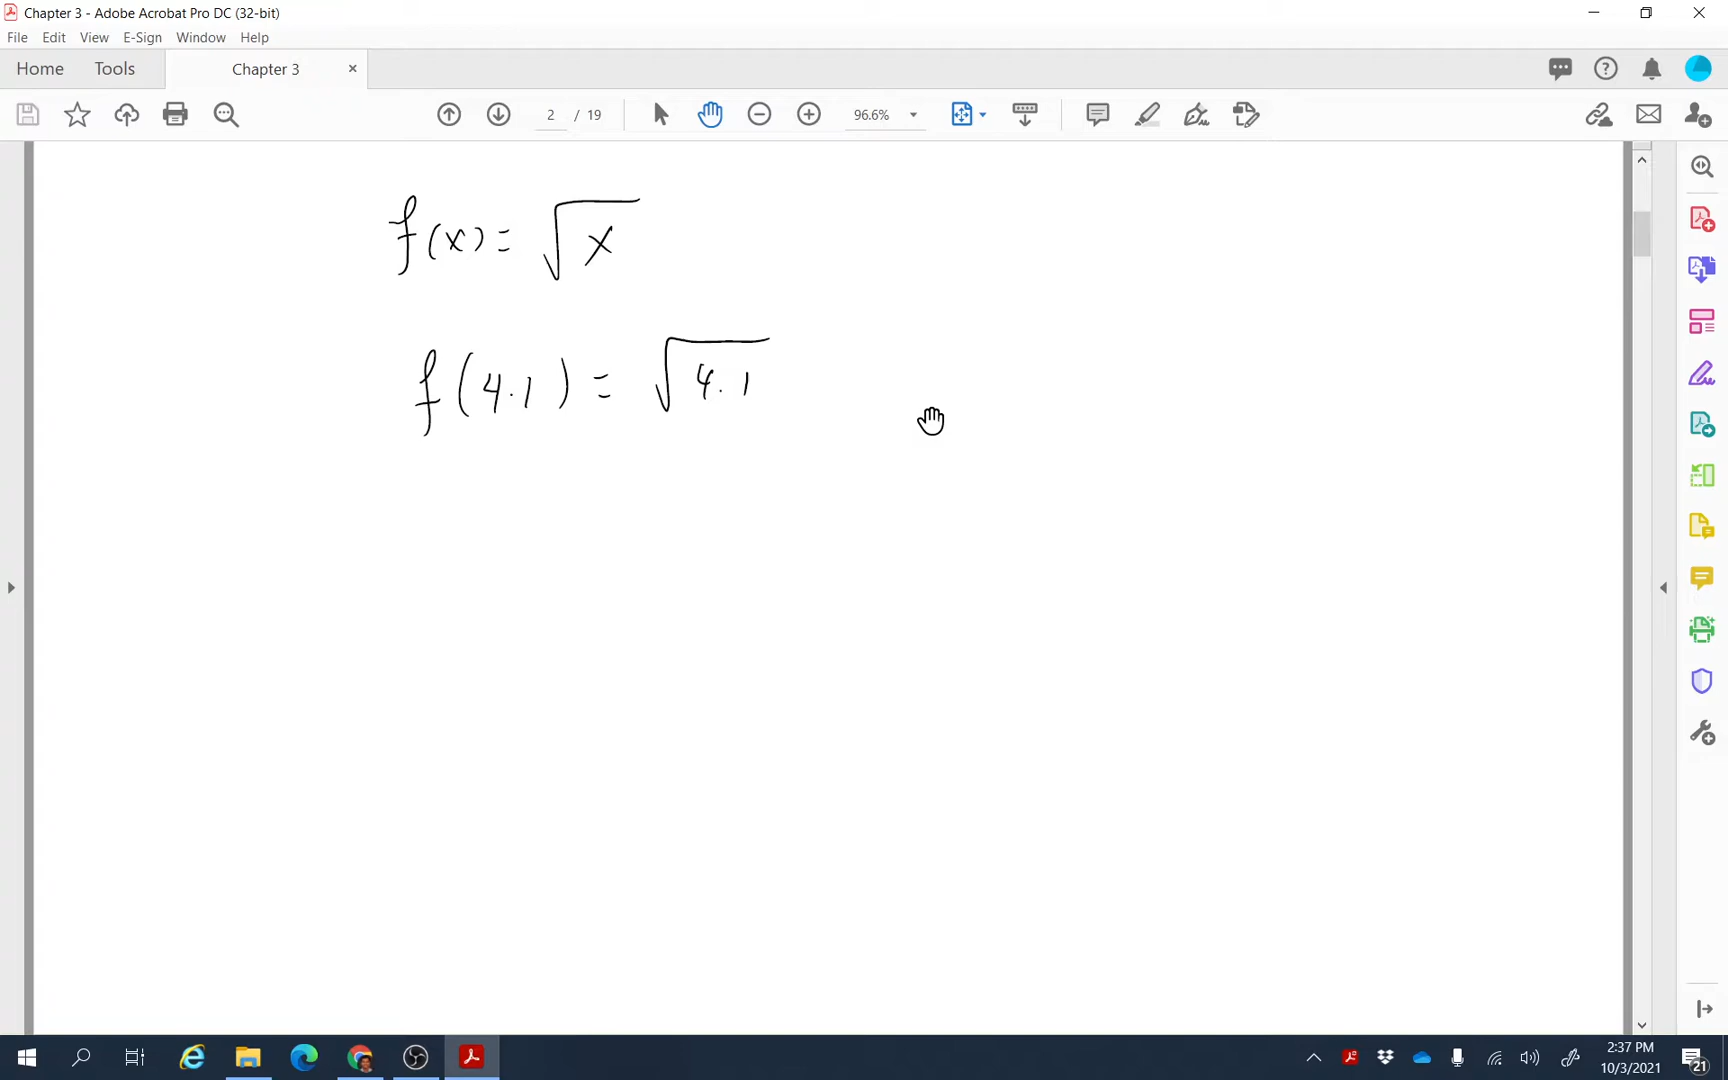 Chapter 3 - Adobe Acrobat Pro DC (32-bit)
File Edit View E-Sign Window Help
Home Tools Chapter 3
2 / 19 96.6%
f(x) = √x
f(4.1) = √4.1
2:37 PM
10/3/2021
21